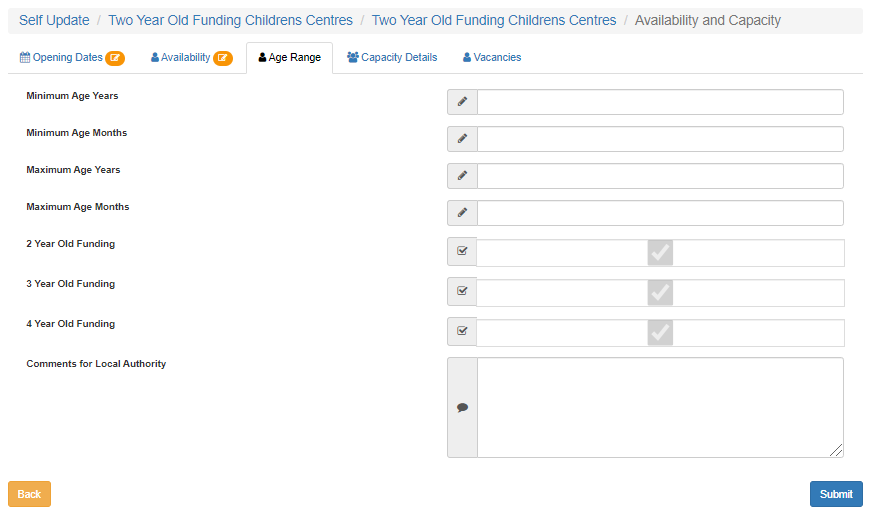 Self Update / Two Year Old Funding Childrens Centres / Two Year Old Funding Childrens Centres / Availability and Capacity
Opening Dates Availability Age Range Capacity Details Vacancies
Minimum Age Years
Minimum Age Months
Maximum Age Years
Maximum Age Months
2 Year Old Funding
3 Year Old Funding
4 Year Old Funding
Comments for Local Authority
Back Submit